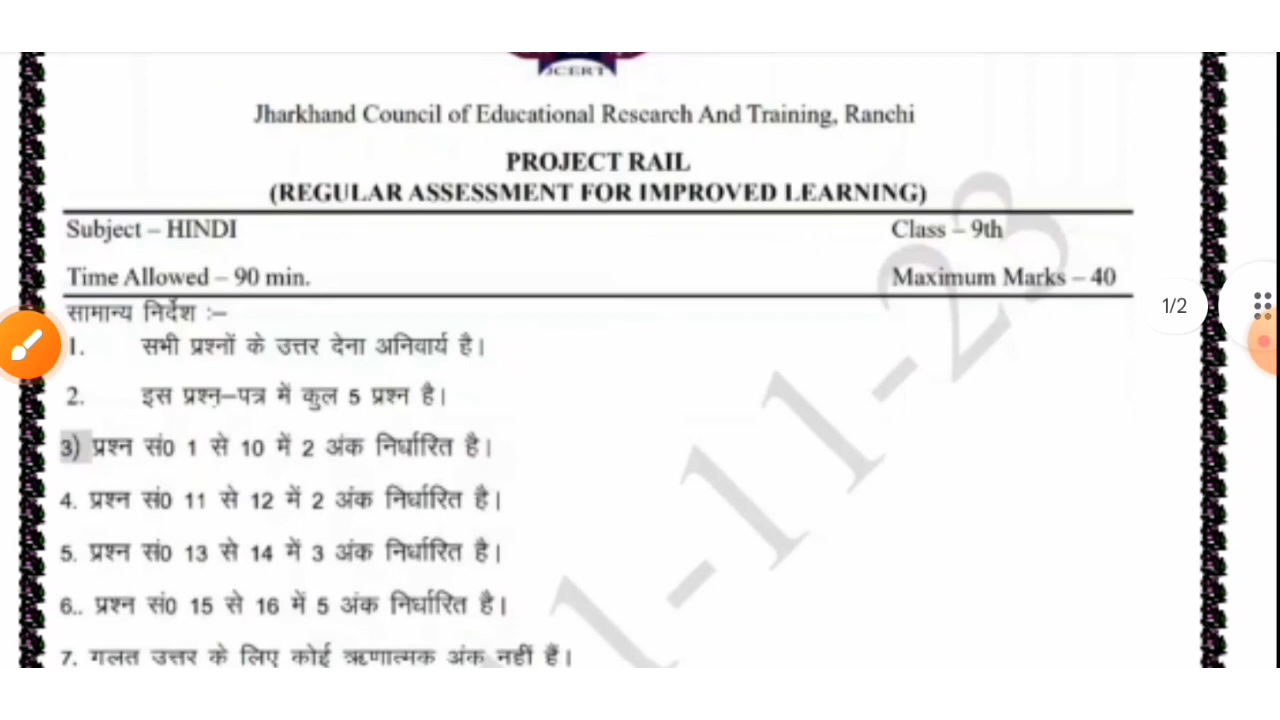 JCERT
Jharkhand Council of Educational Research And Training, Ranchi
PROJECT RAIL
(REGULAR ASSESSMENT FOR IMPROVED LEARNING)
Subject – HINDI Class – 9th
Time Allowed – 90 min. Maximum Marks – 40
सामान्य निर्देश :–
1. सभी प्रश्नों के उत्तर देना अनिवार्य है।
2. इस प्रश्न–पत्र में कुल 5 प्रश्न है।
3) प्रश्न सं0 1 से 10 में 2 अंक निर्धारित है।
4. प्रश्न सं0 11 से 12 में 2 अंक निर्धारित है।
5. प्रश्न सं0 13 से 14 में 3 अंक निर्धारित है।
6.. प्रश्न सं0 15 से 16 में 5 अंक निर्धारित है।
7. गलत उत्तर के लिए कोई ऋणात्मक अंक नहीं हैं।
1/2
1-11-23